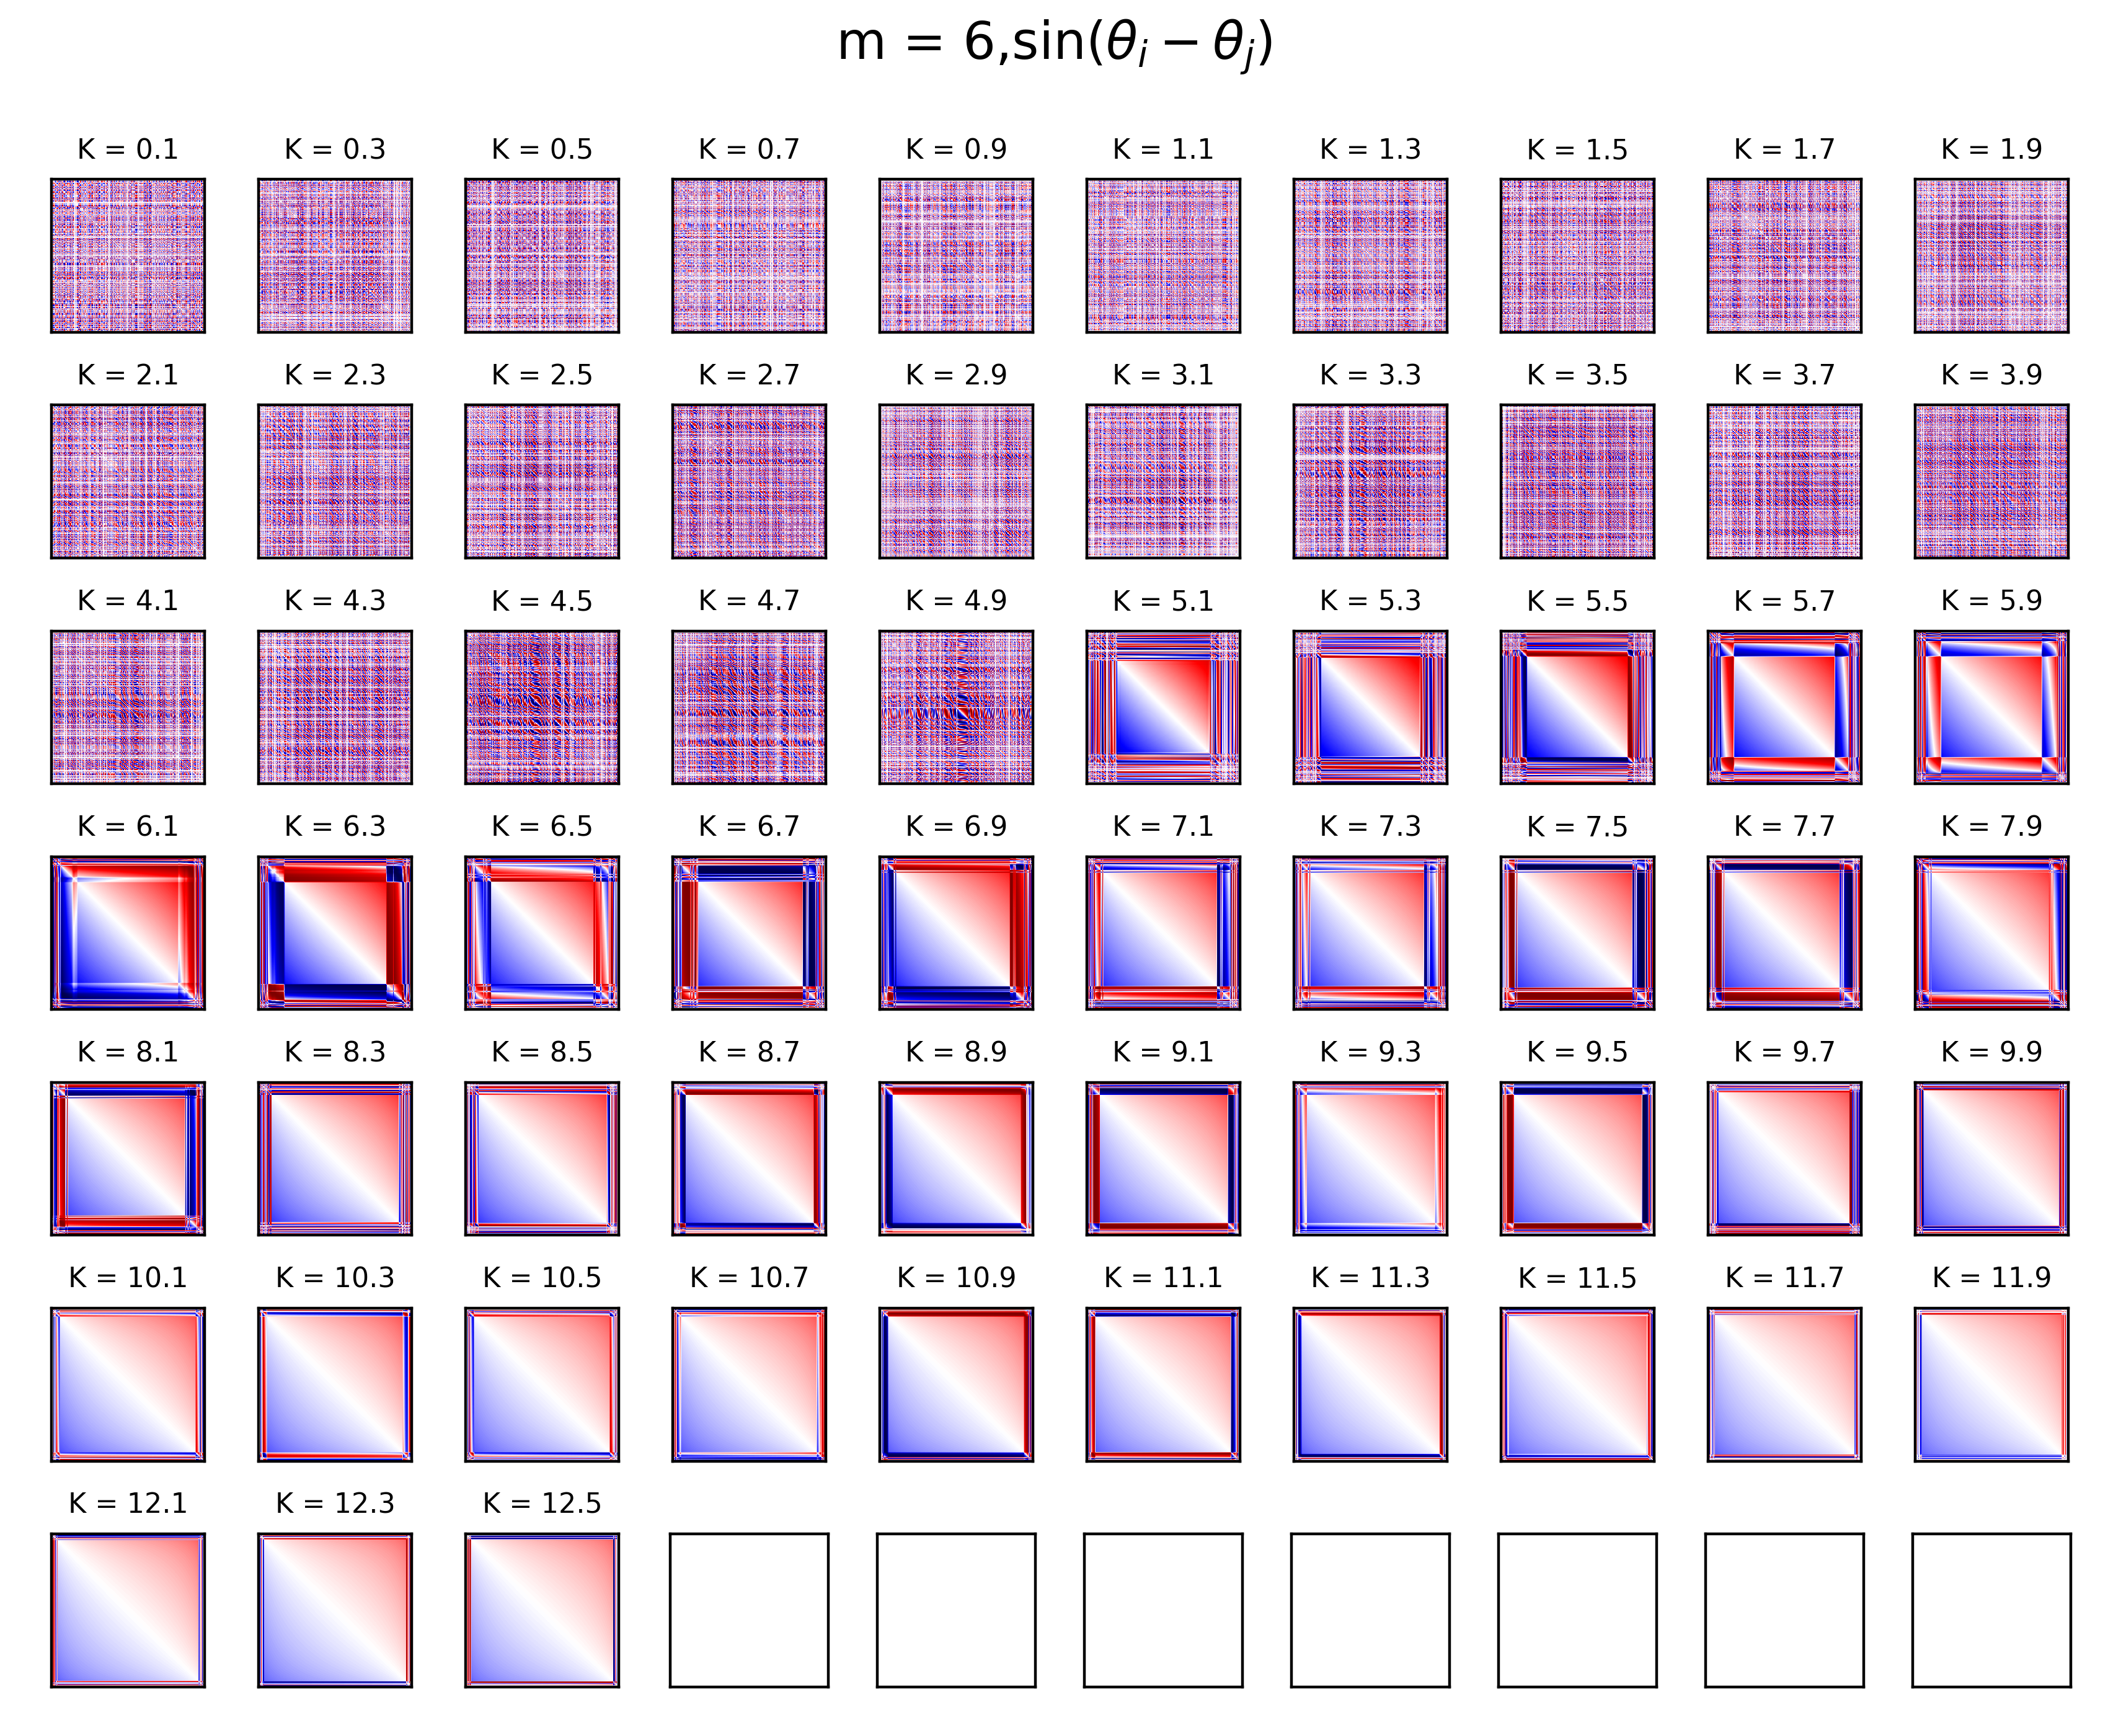 m = 6,sin(θ_i − θ_j)
K = 0.1 K = 0.3 K = 0.5 K = 0.7 K = 0.9 K = 1.1 K = 1.3 K = 1.5 K = 1.7 K = 1.9
K = 2.1 K = 2.3 K = 2.5 K = 2.7 K = 2.9 K = 3.1 K = 3.3 K = 3.5 K = 3.7 K = 3.9
K = 4.1 K = 4.3 K = 4.5 K = 4.7 K = 4.9 K = 5.1 K = 5.3 K = 5.5 K = 5.7 K = 5.9
K = 6.1 K = 6.3 K = 6.5 K = 6.7 K = 6.9 K = 7.1 K = 7.3 K = 7.5 K = 7.7 K = 7.9
K = 8.1 K = 8.3 K = 8.5 K = 8.7 K = 8.9 K = 9.1 K = 9.3 K = 9.5 K = 9.7 K = 9.9
K = 10.1 K = 10.3 K = 10.5 K = 10.7 K = 10.9 K = 11.1 K = 11.3 K = 11.5 K = 11.7 K = 11.9
K = 12.1 K = 12.3 K = 12.5